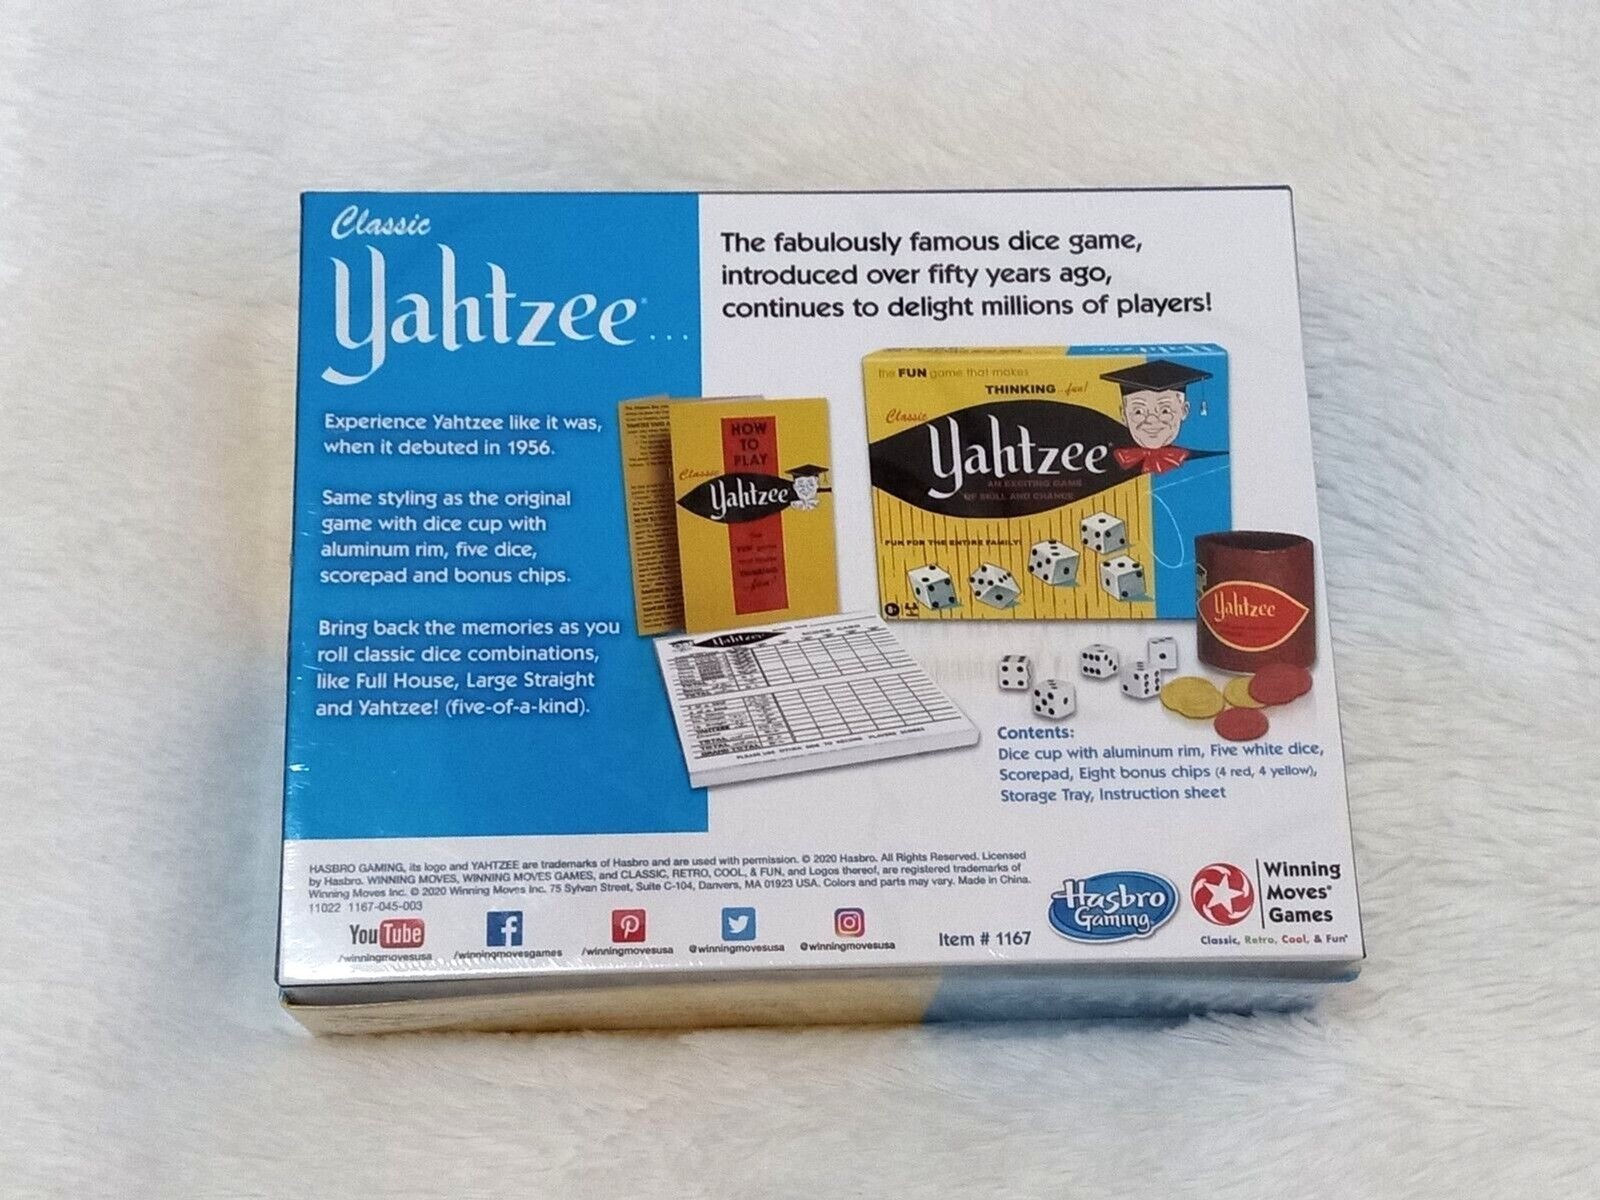 Classic
Yahtzee®...
The fabulously famous dice game,
introduced over fifty years ago,
continues to delight millions of players!
Experience Yahtzee like it was,
when it debuted in 1956.
Same styling as the original
game with dice cup with
aluminum rim, five dice,
scorepad and bonus chips.
Bring back the memories as you
roll classic dice combinations,
like Full House, Large Straight
and Yahtzee! (five-of-a-kind).
HOW
TO
PLAY
Classic
Yahtzee
THINKING
the FUN game that makes
THINKING...fun!
Classic
Yahtzee
AN EXCITING GAME
OF SKILL AND CHANCE
FUN FOR THE ENTIRE FAMILY!
8+
Yahtzee
Yahtzee
TOTAL
TOTAL
GRAND TOTAL
Contents:
Dice cup with aluminum rim, Five white dice,
Scorepad, Eight bonus chips (4 red, 4 yellow),
Storage Tray, Instruction sheet
HASBRO GAMING, its logo and YAHTZEE are trademarks of Hasbro and are used with permission. © 2020 Hasbro. All Rights Reserved. Licensed
by Hasbro. WINNING MOVES, WINNING MOVES GAMES, and CLASSIC, RETRO, COOL, & FUN, and Logos thereof, are registered trademarks of
Winning Moves Inc. © 2020 Winning Moves Inc. 75 Sylvan Street, Suite C-104, Danvers, MA 01923 USA. Colors and parts may vary. Made in China.
11022 1167-045-003
YouTube
/winningmovesusa
/winningmovesgames
/winningmovesusa
@winningmovesusa
@winningmovesusa
Item # 1167
Hasbro
Gaming
Winning
Moves®
Games
Classic, Retro, Cool, & Fun®